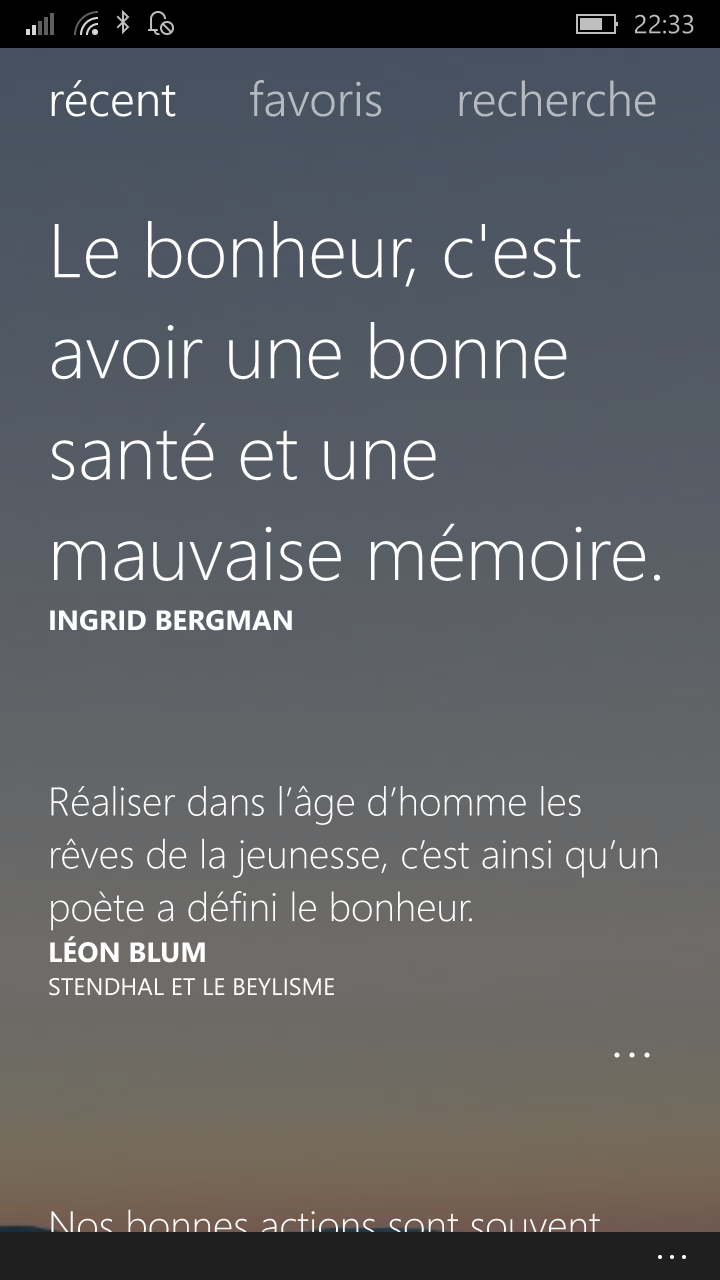 22:33
récent favoris recherche
Le bonheur, c'est
avoir une bonne
santé et une
mauvaise mémoire.
INGRID BERGMAN
Réaliser dans l’âge d’homme les
rêves de la jeunesse, c’est ainsi qu’un
poète a défini le bonheur.
LÉON BLUM
STENDHAL ET LE BEYLISME
...
Nos bonnes actions sont souvent
...